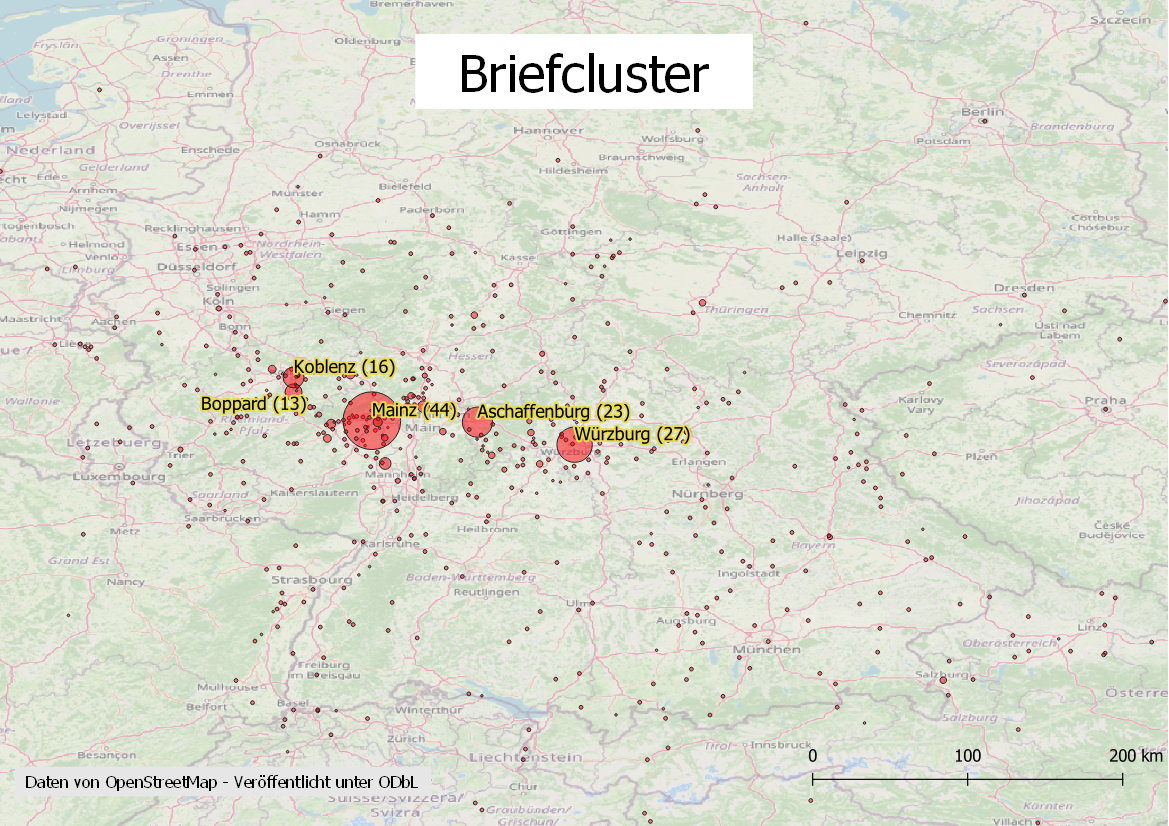 Bremerhaven
Szczecin
Fryslân
Groningen
Assen
Oldenburg
Drenthe
Emmen
Briefcluster
Lelystad
Overijssel
Berlin
Hannover
Wolfsburg
Potsdam
Brandenburg
Nederland
Enschede
Osnabrück
Braunschweig
Gelderland
Hildesheim
Ede
Arnhem
Münster
Bielefeld
Sachsen-
Anhalt
Nijmegen
Hamm
Paderborn
Cottbus
- Chóśebuz
Recklinghausen
Göttingen
Halle (Saale)
Helmond
Essen
Nordrhein-
Westfalen
Leipzig
Venlo
Kassel
Limburg
Düsseldorf
Solingen
Dresden
Köln
Siegen
Thüringen
Chemnitz
Maastricht
Aachen
Bonn
Ústí nad
Labem
Hessen
Severozápad
Koblenz (16)
Wallonie
Boppard (13)
Mainz (44)
Aschaffenburg (23)
Karlovy
Vary
Praha
Rheinland-
Pfalz
Main
Würzburg (27)
Lëtzebuerg
Trier
Würzburg
Erlangen
Plzeň
Luxembourg
Mannheim
Saarland
Kaiserslautern
Heidelberg
Nürnberg
Jihozápad
Saarbrücken
Metz
Heilbronn
České
Budějovice
Karlsruhe
Bayern
Grand Est
Nancy
Strasbourg
Baden-Württemberg
Ingolstadt
Reutlingen
Ulm
Augsburg
Linz
München
Oberösterreich
Freiburg
im Breisgau
Salzburg
Mulhouse
Belfort
Basel
Österre
Winterthur
Salzburg
Zürich
Besançon
Tirol
Innsbruck
0
100
200 km
Liechtenstein
Daten von OpenStreetMap - Veröffentlicht unter ODbL
Chur
Suisse/Svizzera/
Svizra
Graubünden/
Grischun/
Kärnten
Villach